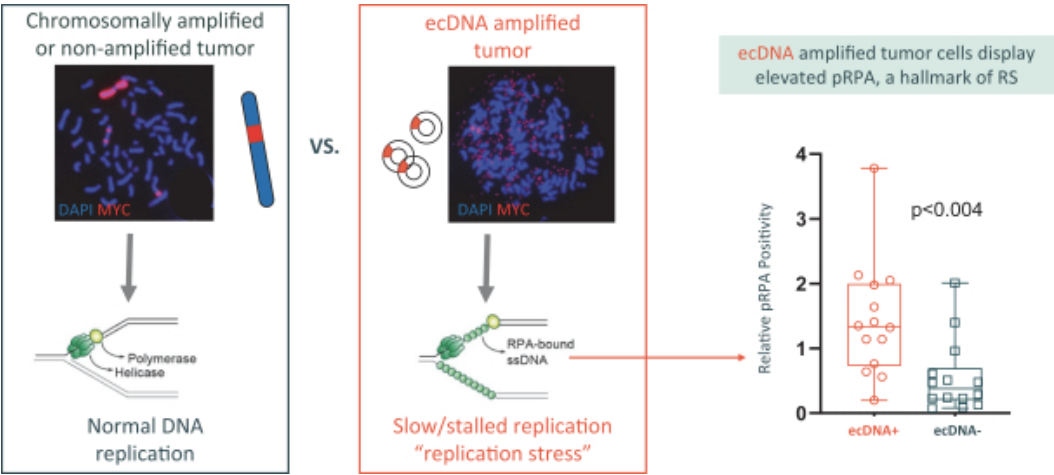 Chromosomally amplified
or non-amplified tumor
DAPI MYC
Polymerase
Helicase
Normal DNA
replication
VS.
ecDNA amplified
tumor
DAPI MYC
RPA-bound
ssDNA
Slow/stalled replication
“replication stress”
ecDNA amplified tumor cells display
elevated pRPA, a hallmark of RS
Relative pRPA Positivity
4
3
2
1
0
p<0.004
ecDNA+
ecDNA-